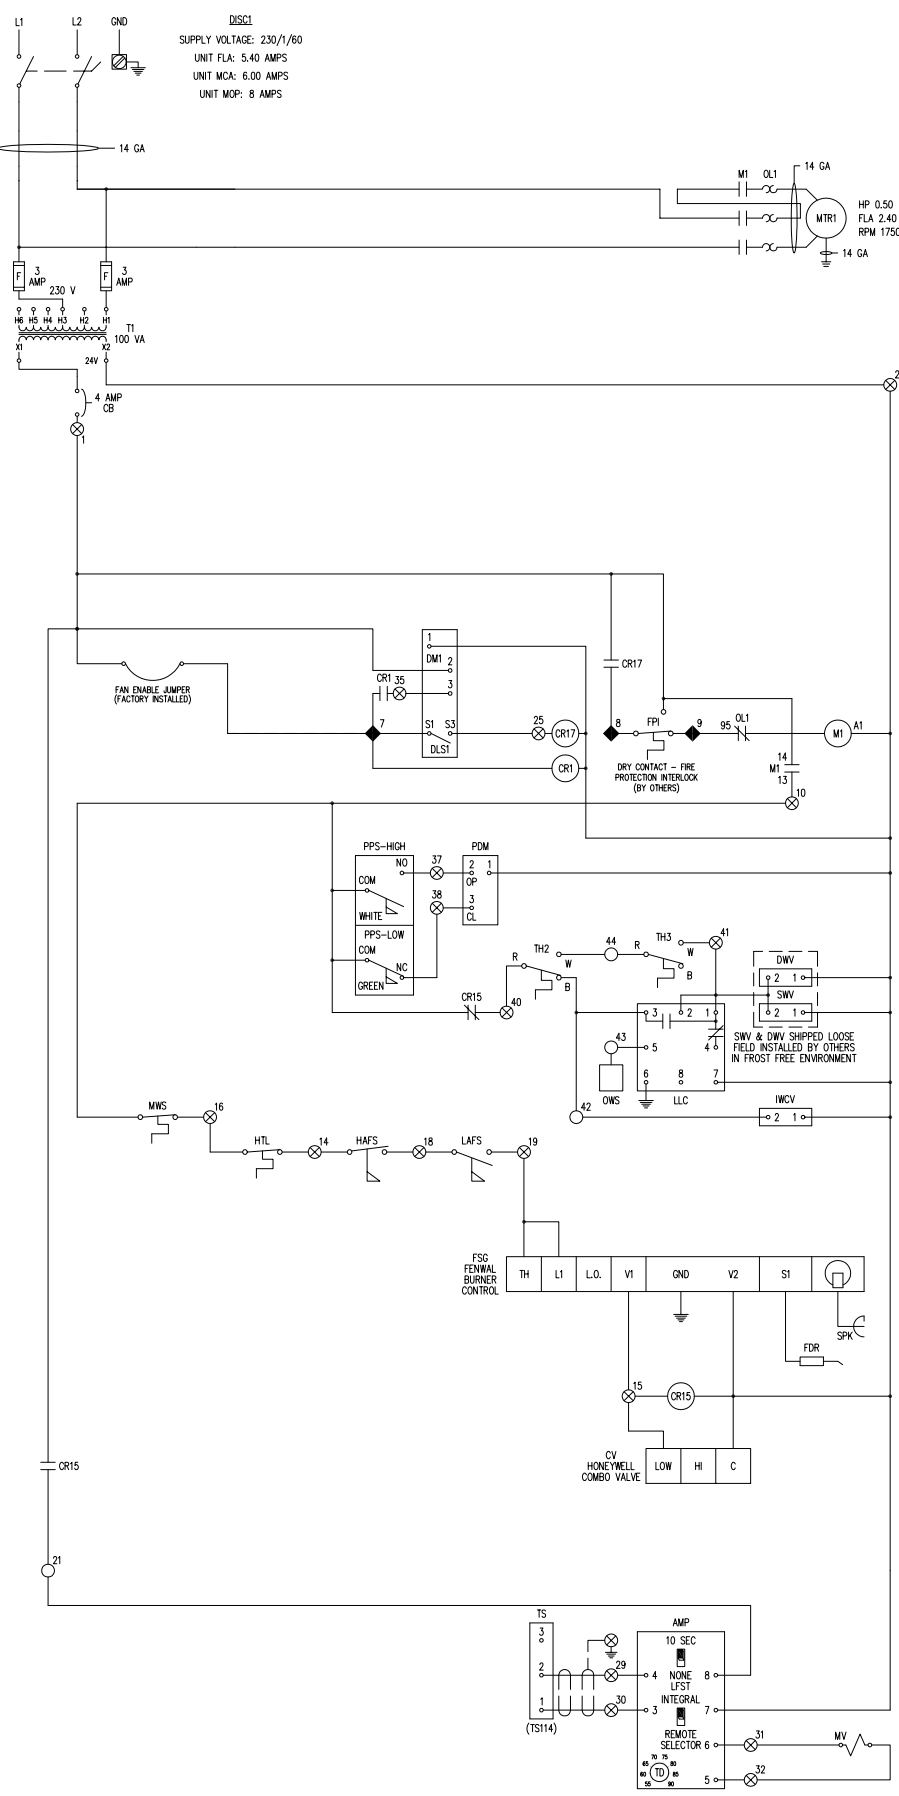 L1
L2
GND
DISC1
SUPPLY VOLTAGE: 230/1/60
UNIT FLA: 5.40 AMPS
UNIT MCA: 6.00 AMPS
UNIT MOP: 8 AMPS
14 GA
14 GA
M1
OL1
MTR1
HP 0.50
FLA 2.40
RPM 1750
14 GA
F
3
AMP
F
3
AMP
230 V
H6
H5
H4
H3
H2
H1
T1
100 VA
X1
X2
24V
2
4 AMP
CB
1
1
DM1
2
3
CR17
CR1
35
FAN ENABLE JUMPER
(FACTORY INSTALLED)
7
S1
S3
DLS1
25
CR17
8
FPI
9
95
OL1
M1
A1
CR1
DRY CONTACT – FIRE
PROTECTION INTERLOCK
(BY OTHERS)
14
M1
13
10
PPS-HIGH
NO
COM
WHITE
37
38
PDM
2
1
OP
3
CL
PPS-LOW
COM
NC
GREEN
R
TH2
W
B
44
R
TH3
W
B
41
CR15
40
DWV
2
1
SWV
2
1
3
2
1
4
43
5
6
8
7
OWS
LLC
SWV & DWV SHIPPED LOOSE
FIELD INSTALLED BY OTHERS
IN FROST FREE ENVIRONMENT
42
IWCV
2
1
MWS
16
HTL
14
HAFS
18
LAFS
19
FSG
FENWAL
BURNER
CONTROL
TH
L1
L.O.
V1
GND
V2
S1
SPK
FDR
15
CR15
CV
HONEYWELL
COMBO VALVE
LOW
HI
C
CR15
21
TS
3
2
1
(TS114)
29
30
AMP
10 SEC
NONE
LFST
4
8
INTEGRAL
3
7
REMOTE
SELECTOR 6
5
31
32
MV
55
60
65
70
75
80
85
90
TD